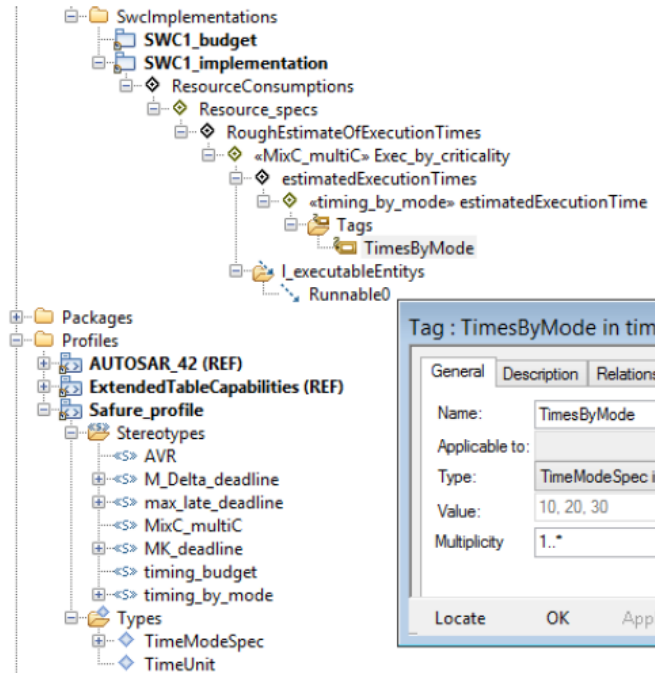 SwcImplementations
SWC1_budget
SWC1_implementation
ResourceConsumptions
Resource_specs
RoughEstimateOfExecutionTimes
«MixC_multiC» Exec_by_criticality
estimatedExecutionTimes
«timing_by_mode» estimatedExecutionTime
Tags
TimesByMode
I_executableEntitys
Runnable0
Packages
Profiles
AUTOSAR_42 (REF)
ExtendedTableCapabilities (REF)
Safure_profile
Stereotypes
«S» AVR
«S» M_Delta_deadline
«S» max_late_deadline
«S» MixC_multiC
«S» MK_deadline
«S» timing_budget
«S» timing_by_mode
Types
TimeModeSpec
TimeUnit
Tag : TimesByMode in tim
General Description Relations
Name: TimesByMode
Applicable to:
Type: TimeModeSpec i
Value: 10, 20, 30
Multiplicity 1..*
Locate OK App